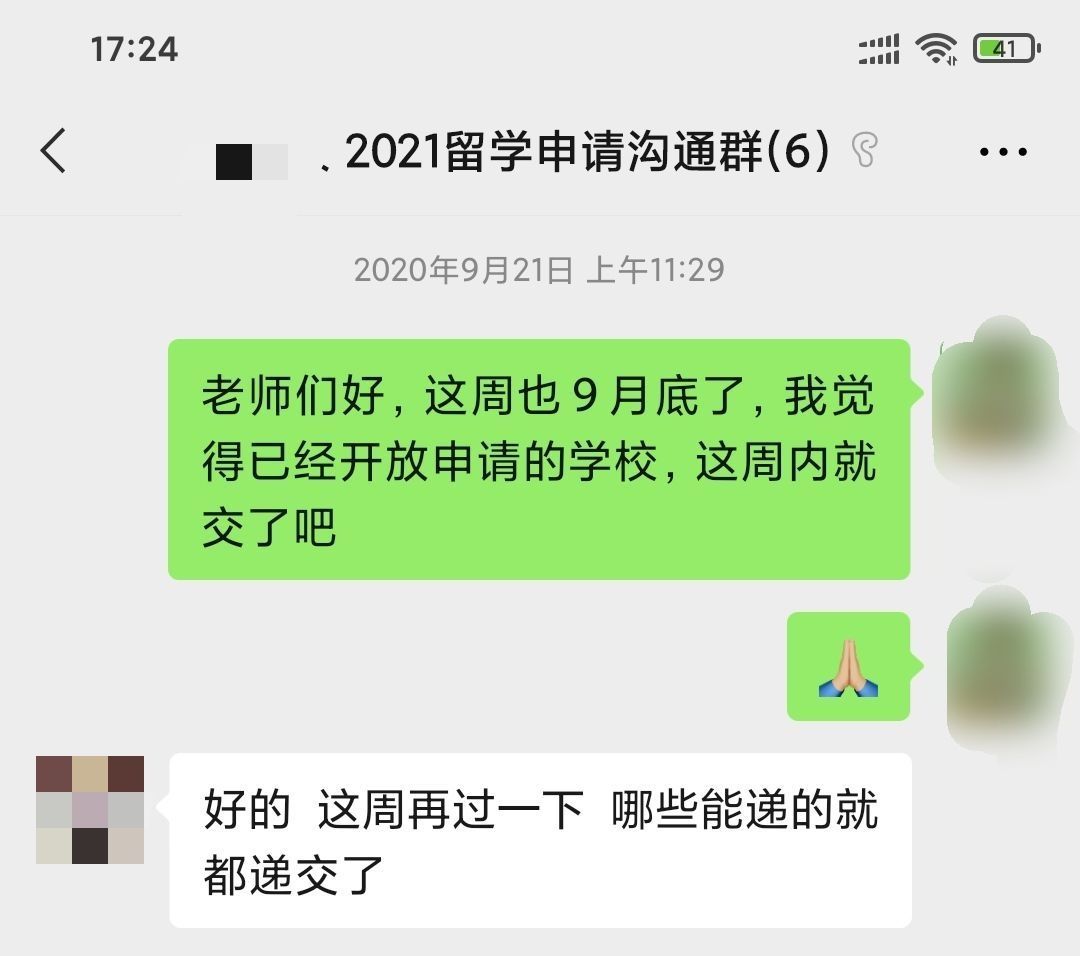 17:24
41
. 2021留学申请沟通群(6)
2020年9月21日 上午11:29
老师们好，这周也 9 月底了，我觉
得已经开放申请的学校，这周内就
交了吧
🙏🏼
好的  这周再过一下  哪些能递的就
都递交了